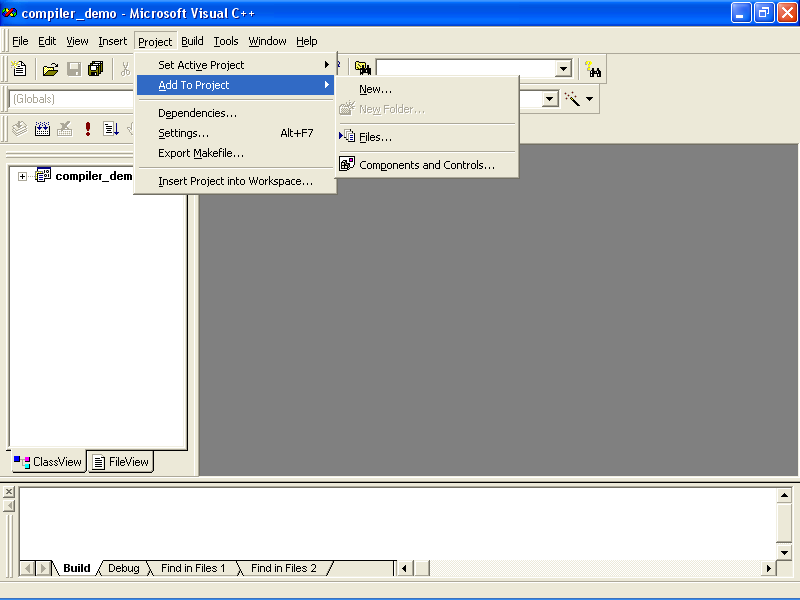 compiler_demo - Microsoft Visual C++
File Edit View Insert Project Build Tools Window Help
Set Active Project
Add To Project
Dependencies...
Settings... Alt+F7
Export Makefile...
Insert Project into Workspace...
New...
New Folder...
Files...
Components and Controls...
(Globals)
compiler_dem
ClassView FileView
Build Debug Find in Files 1 Find in Files 2